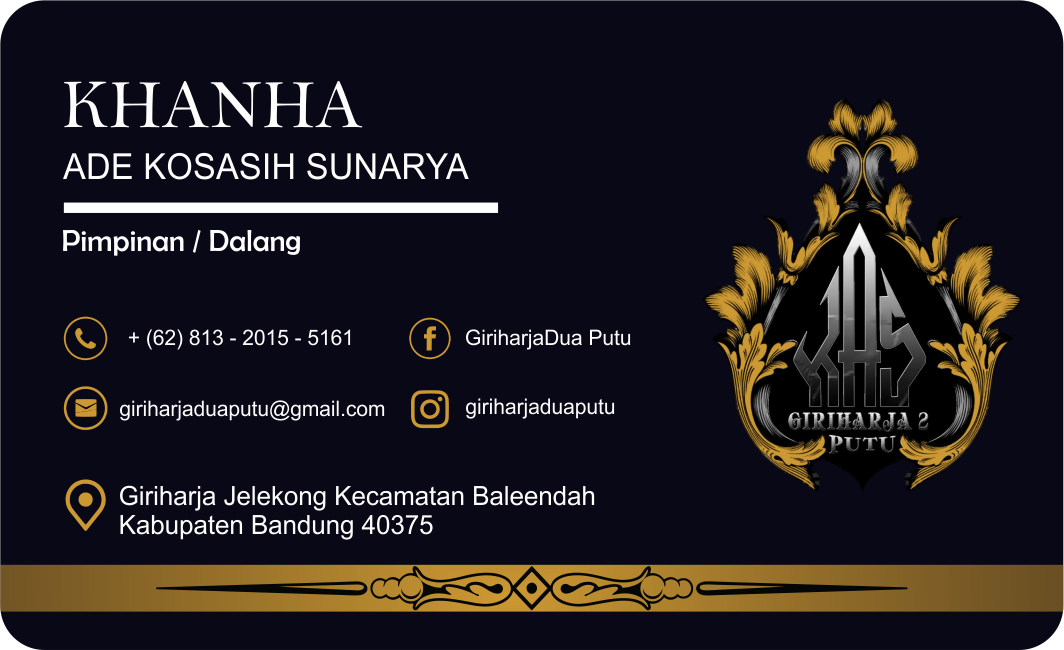 KHANHA
ADE KOSASIH SUNARYA
Pimpinan / Dalang
+ (62) 813 - 2015 - 5161
GiriharjaDua Putu
giriharjaduaputu@gmail.com
giriharjaduaputu
Giriharja Jelekong Kecamatan Baleendah
Kabupaten Bandung 40375
KAS
GIRIHARJA 2
PUTU